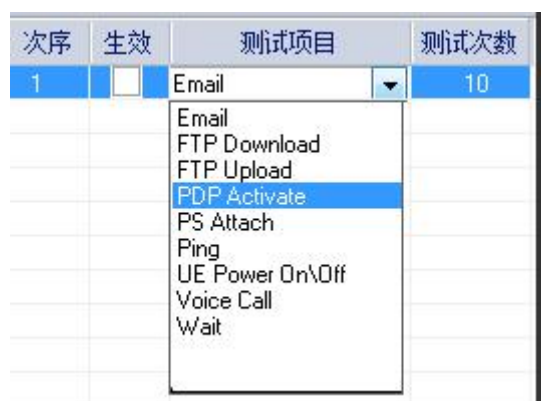 次序 生效 测试项目 测试次数
1 Email 10
Email
FTP Download
FTP Upload
PDP Activate
PS Attach
Ping
UE Power On\Off
Voice Call
Wait